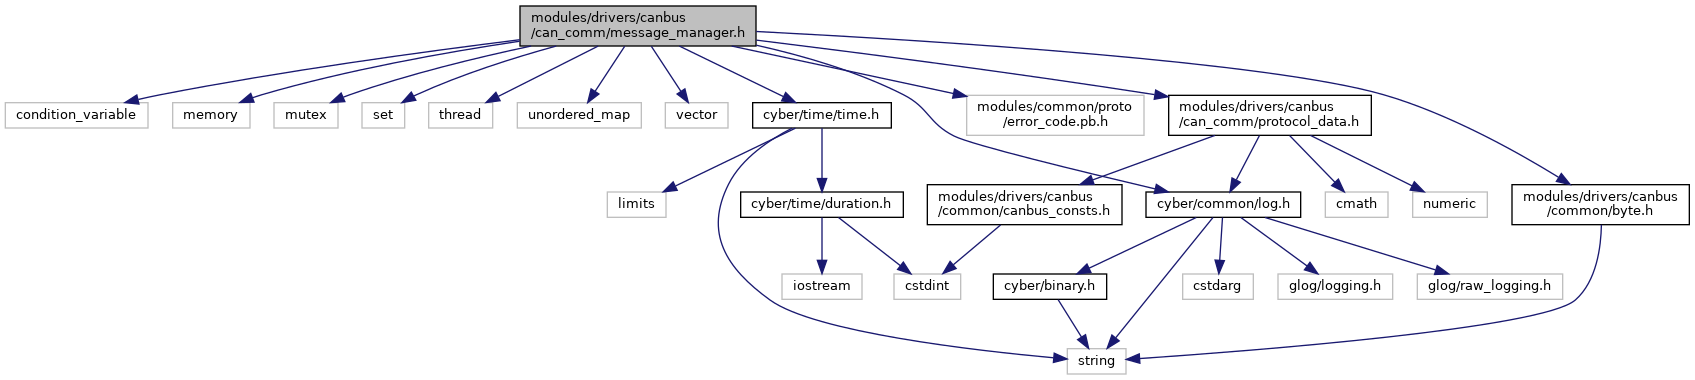 modules/drivers/canbus
/can_comm/message_manager.h
condition_variable
memory
mutex
set
thread
unordered_map
vector
cyber/time/time.h
modules/common/proto
/error_code.pb.h
modules/drivers/canbus
/can_comm/protocol_data.h
limits
cyber/time/duration.h
modules/drivers/canbus
/common/canbus_consts.h
cyber/common/log.h
cmath
numeric
modules/drivers/canbus
/common/byte.h
iostream
cstdint
cyber/binary.h
cstdarg
glog/logging.h
glog/raw_logging.h
string